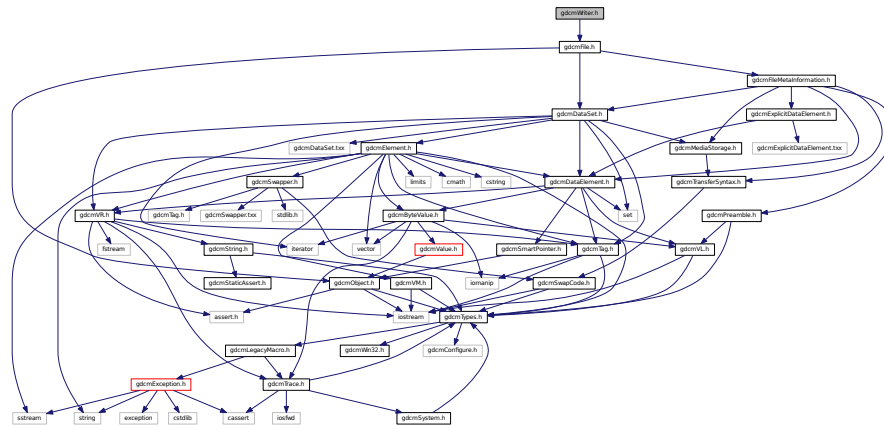 gdcmWriter.h
gdcmFile.h
gdcmFileMetaInformation.h
gdcmDataSet.h
gdcmExplicitDataElement.h
gdcmDataSet.txx
gdcmElement.h
gdcmMediaStorage.h
gdcmExplicitDataElement.txx
gdcmSwapper.h
limits
cmath
cstring
gdcmDataElement.h
gdcmTransferSyntax.h
gdcmVR.h
gdcmTag.h
gdcmSwapper.txx
stdlib.h
gdcmByteValue.h
set
gdcmPreamble.h
fstream
gdcmString.h
iterator
vector
gdcmValue.h
gdcmSmartPointer.h
gdcmTag.h
gdcmVL.h
gdcmStaticAssert.h
gdcmObject.h
gdcmVM.h
iomanip
gdcmSwapCode.h
assert.h
iostream
gdcmTypes.h
gdcmLegacyMacro.h
gdcmWin32.h
gdcmConfigure.h
gdcmException.h
gdcmTrace.h
sstream
string
exception
cstdlib
cassert
iosfwd
gdcmSystem.h